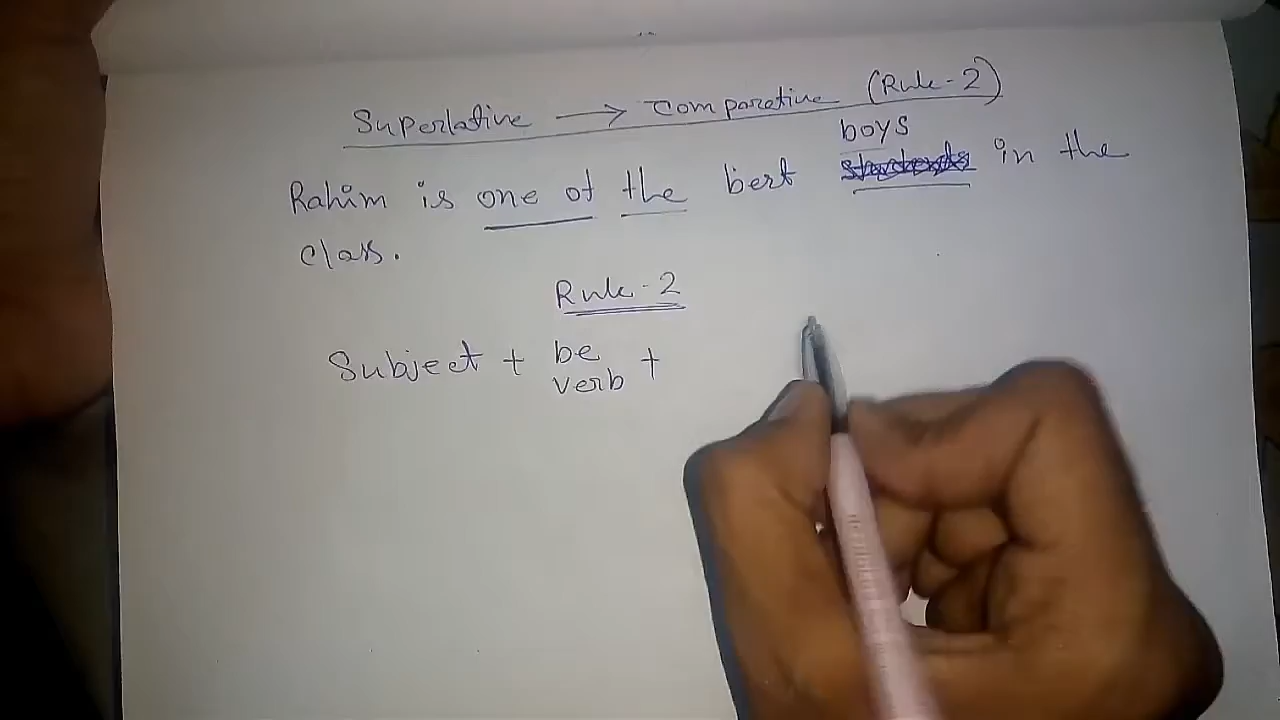 Superlative → Comparative (Rule-2)
boys
Rahim is one of the best in the
class.
Rule-2
Subject + be +
verb